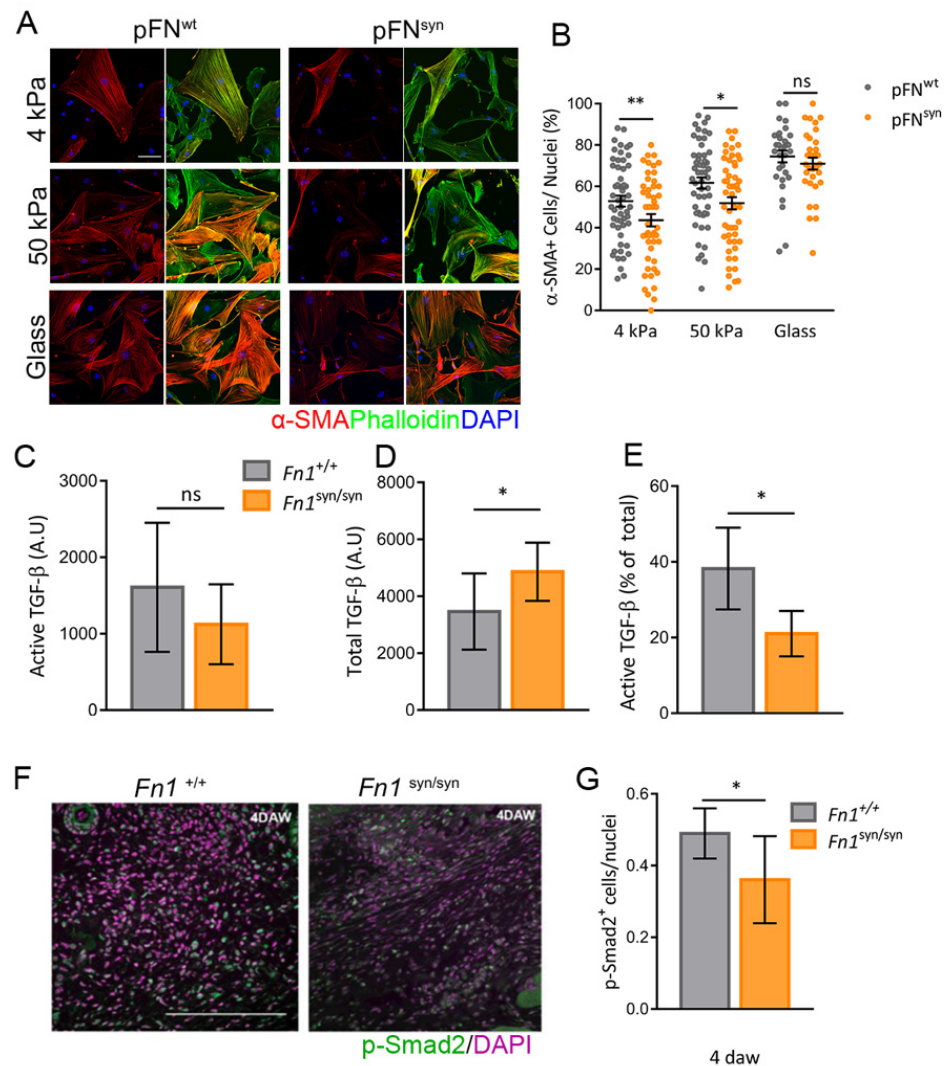 A
pFNwt
pFNsyn
4 kPa
50 kPa
Glass
α-SMAPhalloidinDAPI
B
ns
**
*
pFNwt
pFNsyn
α-SMA+ Cells/ Nuclei (%)
100
80
60
40
20
0
4 kPa
50 kPa
Glass
C
Fn1+/+
Fn1syn/syn
ns
Active TGF-β (A.U)
3000
2000
1000
0
D
*
Total TGF-β (A.U)
8000
6000
4000
2000
0
E
*
Active TGF-β (% of total)
60
40
20
0
F
Fn1 +/+
Fn1 syn/syn
4DAW
4DAW
p-Smad2/DAPI
G
*
Fn1+/+
Fn1syn/syn
p-Smad2+ cells/nuclei
0.6
0.4
0.2
0.0
4 daw